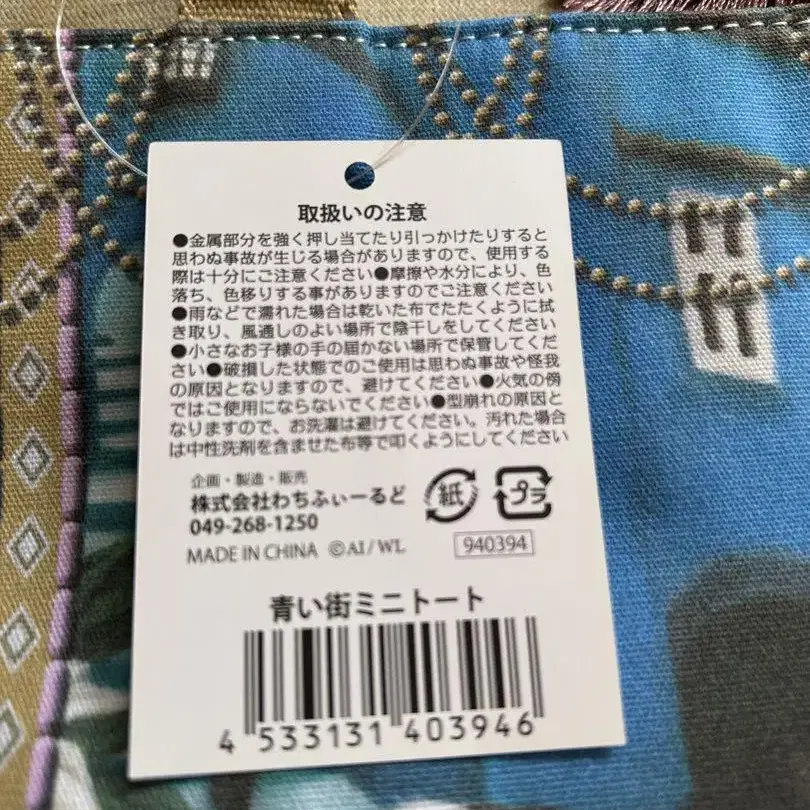 取扱いの注意
●金属部分を強く押し当てたり引っかけたりすると
思わぬ事故が生じる場合がありますので、使用する
際は十分にご注意ください●摩擦や水分により、色
落ち、色移りする事がありますのでご注意ください
●雨などで濡れた場合は乾いた布でたたくように拭
き取り、風通しのよい場所で陰干しをしてください
●小さなお子様の手の届かない場所で保管してくだ
さい●破損した状態でのご使用は思わぬ事故や怪我
の原因となりますので、避けてください●火気の傍
ではご使用にならないでください●型崩れの原因と
なりますので、お洗濯は避けてください。汚れた場合
は中性洗剤を含ませた布等で叩くようにしてください
企画・製造・販売
株式会社わちふぃーるど
049-268-1250
紙 プラ
MADE IN CHINA ©AI/WL 940394
青い街ミニトート
4 533131 403946